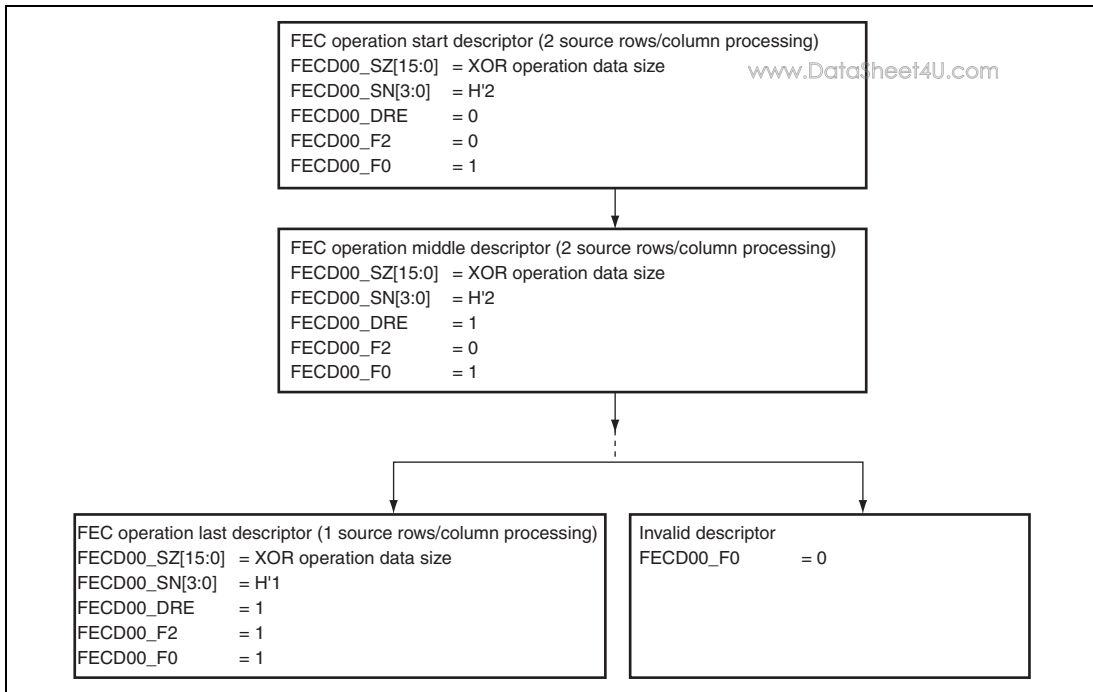 FEC operation start descriptor (2 source rows/column processing)
www.DataSheet4U.com
FECD00_SZ[15:0] = XOR operation data size
FECD00_SN[3:0] = H'2
FECD00_DRE = 0
FECD00_F2 = 0
FECD00_F0 = 1
FEC operation middle descriptor (2 source rows/column processing)
FECD00_SZ[15:0] = XOR operation data size
FECD00_SN[3:0] = H'2
FECD00_DRE = 1
FECD00_F2 = 0
FECD00_F0 = 1
FEC operation last descriptor (1 source rows/column processing)
FECD00_SZ[15:0] = XOR operation data size
FECD00_SN[3:0] = H'1
FECD00_DRE = 1
FECD00_F2 = 1
FECD00_F0 = 1
Invalid descriptor
FECD00_F0 = 0